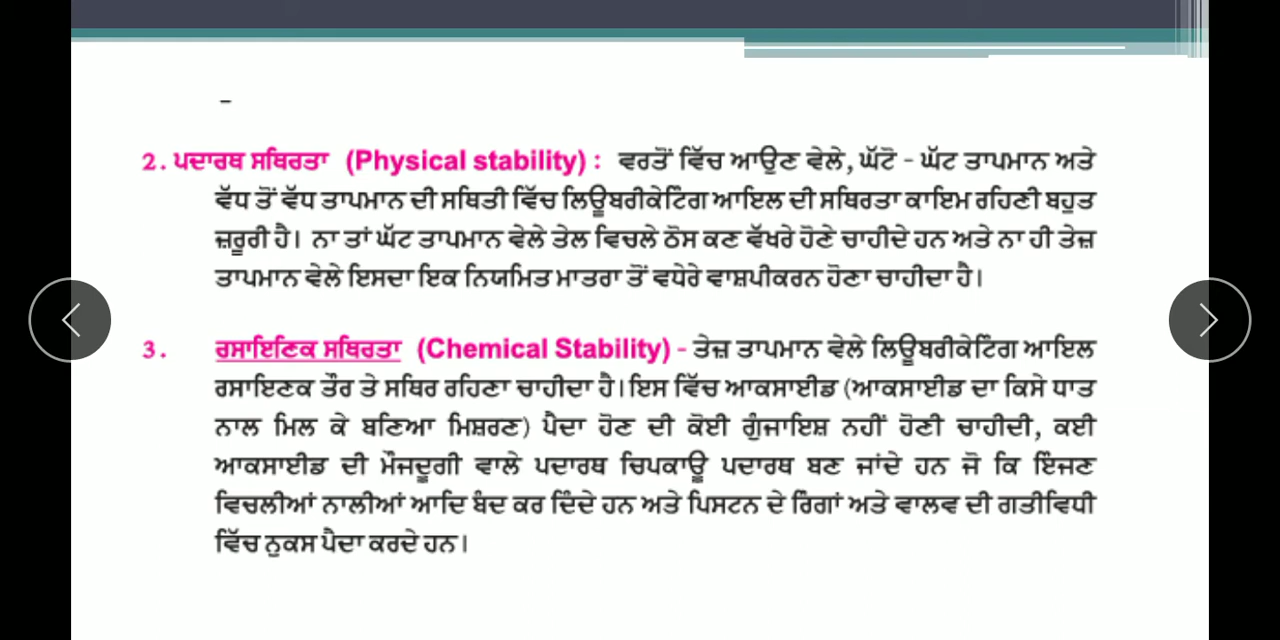 –
2. ਪਦਾਰਥ ਸਥਿਰਤਾ (Physical stability) : ਵਰਤੋਂ ਵਿੱਚ ਆਉਣ ਵੇਲੇ, ਘੱਟੋ - ਘੱਟ ਤਾਪਮਾਨ ਅਤੇ
ਵੱਧ ਤੋਂ ਵੱਧ ਤਾਪਮਾਨ ਦੀ ਸਥਿਤੀ ਵਿੱਚ ਲਿਊਬਰੀਕੇਟਿੰਗ ਆਇਲ ਦੀ ਸਥਿਰਤਾ ਕਾਇਮ ਰਹਿਣੀ ਬਹੁਤ
ਜ਼ਰੂਰੀ ਹੈ। ਨਾ ਤਾਂ ਘੱਟ ਤਾਪਮਾਨ ਵੇਲੇ ਤੇਲ ਵਿਚਲੇ ਠੋਸ ਕਣ ਵੱਖਰੇ ਹੋਣੇ ਚਾਹੀਦੇ ਹਨ ਅਤੇ ਨਾ ਹੀ ਤੇਜ਼
ਤਾਪਮਾਨ ਵੇਲੇ ਇਸਦਾ ਇਕ ਨਿਯਮਿਤ ਮਾਤਰਾ ਤੋਂ ਵਧੇਰੇ ਵਾਸ਼ਪੀਕਰਨ ਹੋਣਾ ਚਾਹੀਦਾ ਹੈ।
3. ਰਸਾਇਣਿਕ ਸਥਿਰਤਾ (Chemical Stability) - ਤੇਜ਼ ਤਾਪਮਾਨ ਵੇਲੇ ਲਿਊਬਰੀਕੇਟਿੰਗ ਆਇਲ
ਰਸਾਇਣਕ ਤੌਰ ਤੇ ਸਥਿਰ ਰਹਿਣਾ ਚਾਹੀਦਾ ਹੈ। ਇਸ ਵਿੱਚ ਆਕਸਾਈਡ (ਆਕਸਾਈਡ ਦਾ ਕਿਸੇ ਧਾਤ
ਨਾਲ ਮਿਲ ਕੇ ਬਣਿਆ ਮਿਸ਼ਰਣ) ਪੈਦਾ ਹੋਣ ਦੀ ਕੋਈ ਗੁੰਜਾਇਸ਼ ਨਹੀਂ ਹੋਣੀ ਚਾਹੀਦੀ, ਕਈ
ਆਕਸਾਈਡ ਦੀ ਮੌਜਦੂਗੀ ਵਾਲੇ ਪਦਾਰਥ ਚਿਪਕਾਊ ਪਦਾਰਥ ਬਣ ਜਾਂਦੇ ਹਨ ਜੋ ਕਿ ਇੰਜਣ
ਵਿਚਲੀਆਂ ਨਾਲੀਆਂ ਆਦਿ ਬੰਦ ਕਰ ਦਿੰਦੇ ਹਨ ਅਤੇ ਪਿਸਟਨ ਦੇ ਰਿੰਗਾਂ ਅਤੇ ਵਾਲਵ ਦੀ ਗਤੀਵਿਧੀ
ਵਿੱਚ ਨੁਕਸ ਪੈਦਾ ਕਰਦੇ ਹਨ।